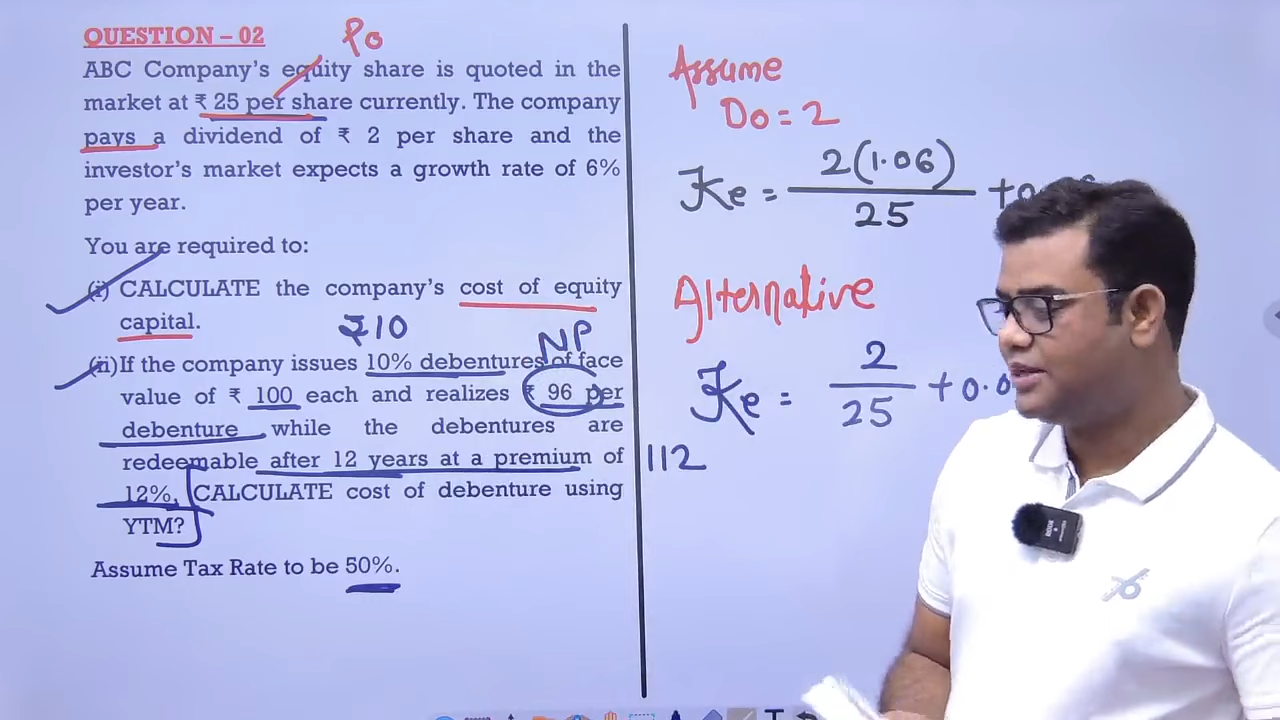 QUESTION – 02
Po
ABC Company's equity share is quoted in the
market at ₹ 25 per share currently. The company
pays a dividend of ₹ 2 per share and the
investor's market expects a growth rate of 6%
per year.
You are required to:
(i) CALCULATE the company's cost of equity
capital.
₹10
NP
(ii) If the company issues 10% debentures of face
value of ₹ 100 each and realizes ₹ 96 per
debenture while the debentures are
redeemable after 12 years at a premium of
12%, CALCULATE cost of debenture using
YTM?
112
Assume Tax Rate to be 50%.
Assume
Do = 2
Ke = 2(1.06)
25
Alternative
Ke = 2
25 + 0.0